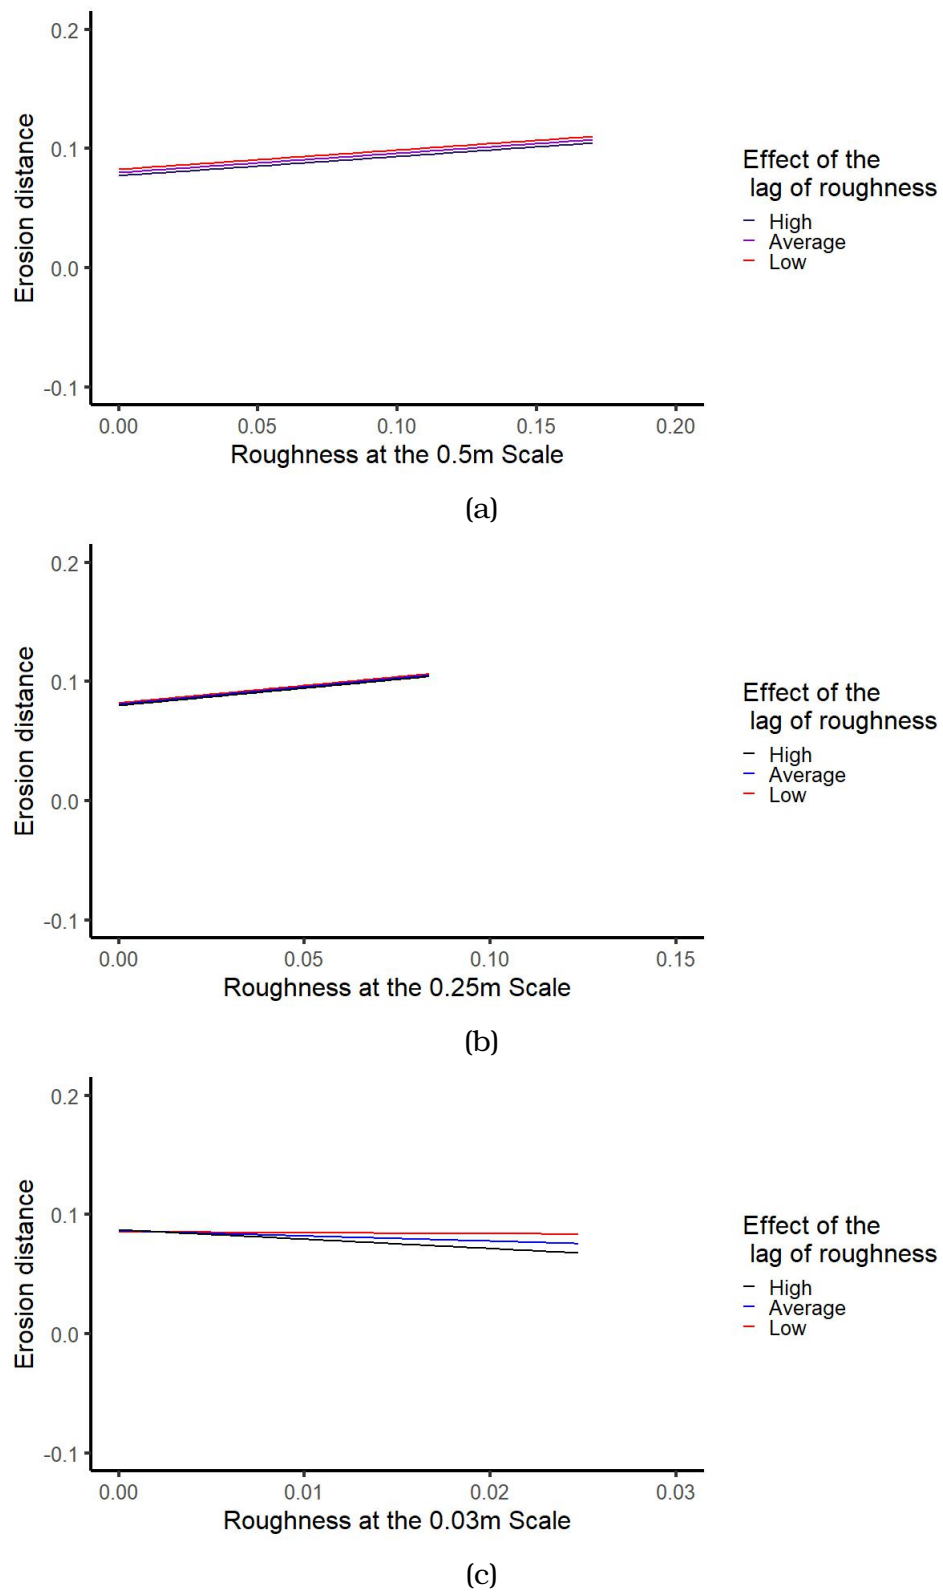 0.2
0.1
0.0
-0.1
Erosion distance
0.00 0.05 0.10 0.15 0.20
Roughness at the 0.5m Scale
Effect of the
lag of roughness
High
Average
Low
(a)
0.2
0.1
0.0
-0.1
Erosion distance
0.00 0.05 0.10 0.15
Roughness at the 0.25m Scale
Effect of the
lag of roughness
High
Average
Low
(b)
0.2
0.1
0.0
-0.1
Erosion distance
0.00 0.01 0.02 0.03
Roughness at the 0.03m Scale
Effect of the
lag of roughness
High
Average
Low
(c)